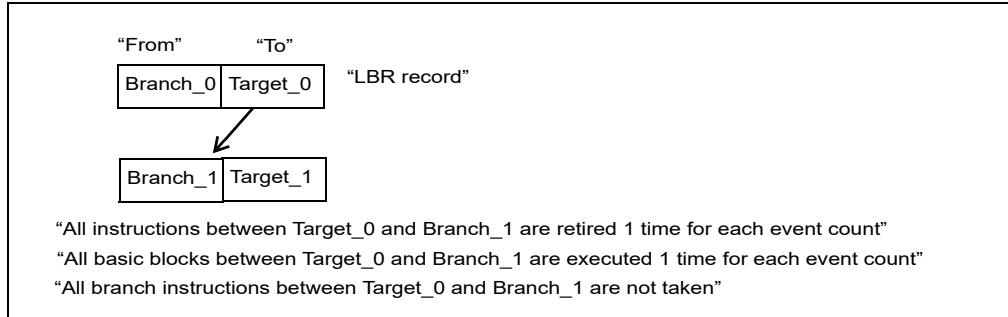 “From” “To”
Branch_0 Target_0 “LBR record”
Branch_1 Target_1
“All instructions between Target_0 and Branch_1 are retired 1 time for each event count”
“All basic blocks between Target_0 and Branch_1 are executed 1 time for each event count”
“All branch instructions between Target_0 and Branch_1 are not taken”